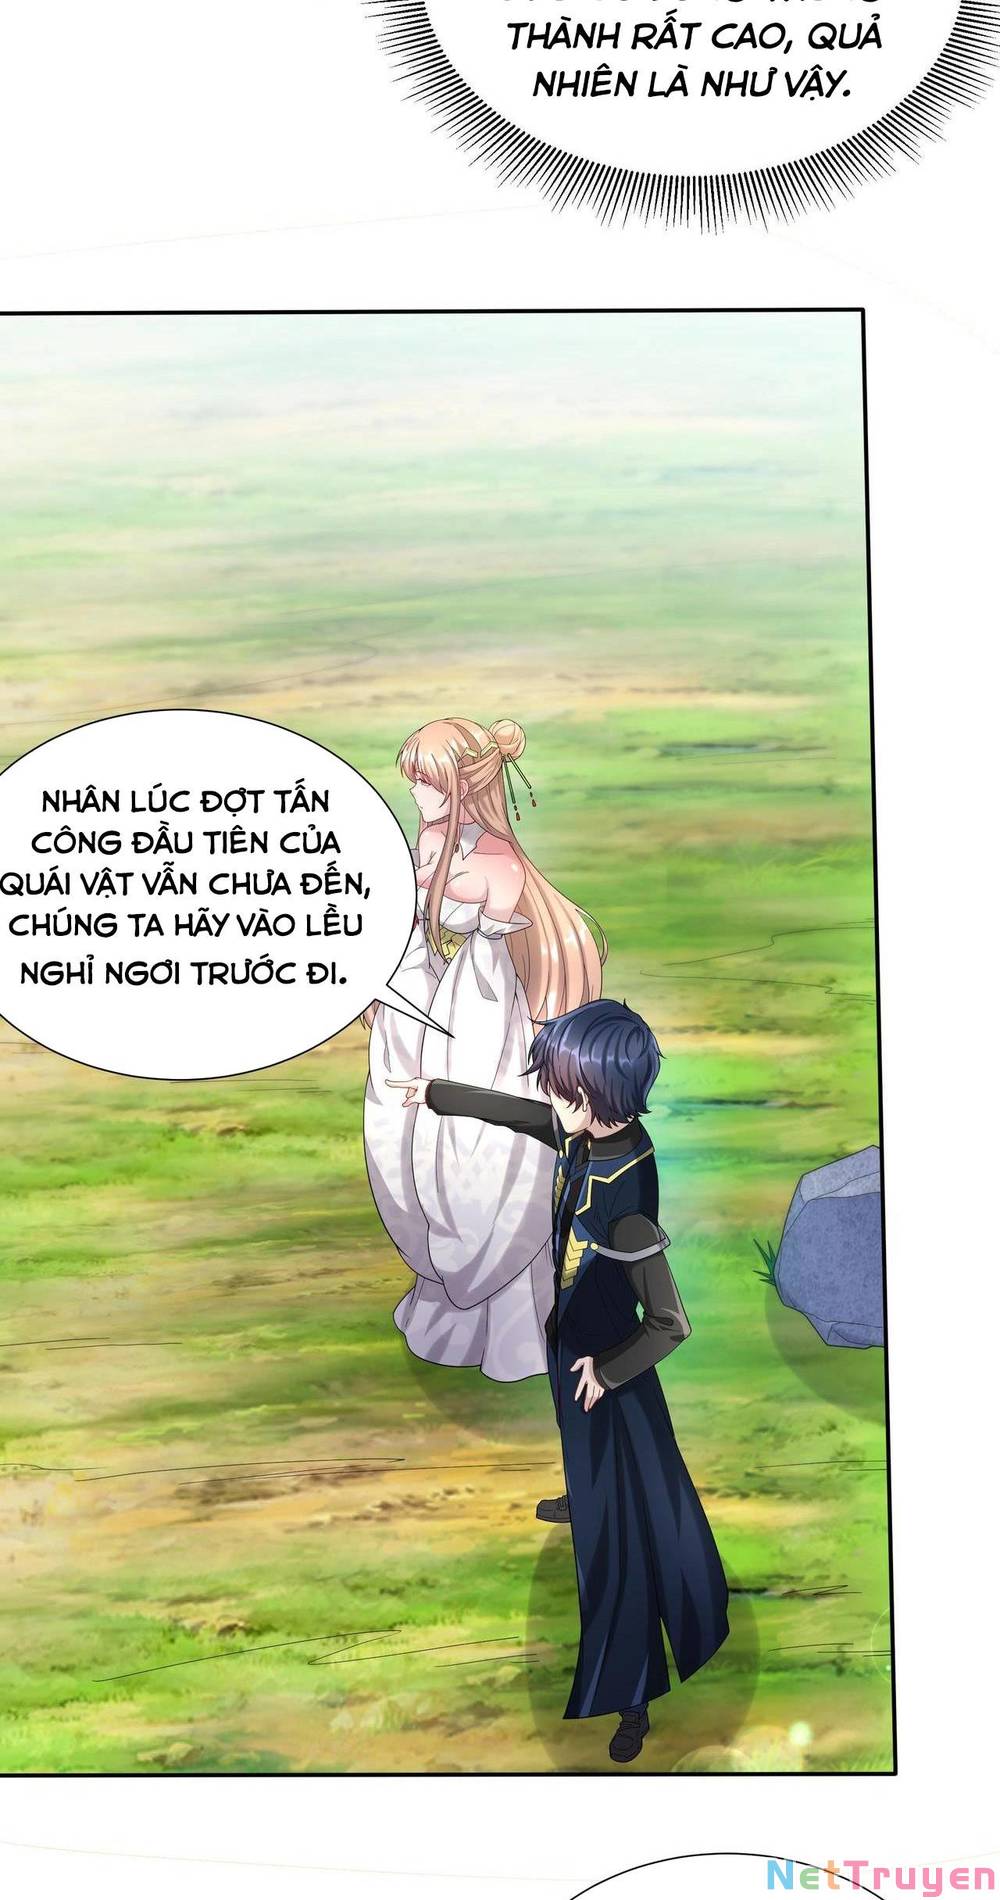 THÀNH RẤT CAO, QUẢ
NHIÊN LÀ NHƯ VẬY.
NHÂN LÚC ĐỢT TẤN
CÔNG ĐẦU TIÊN CỦA
QUÁI VẬT VẪN CHƯA ĐẾN,
CHÚNG TA HÃY VÀO LỀU
NGHỈ NGƠI TRƯỚC ĐI.
NetTruyen